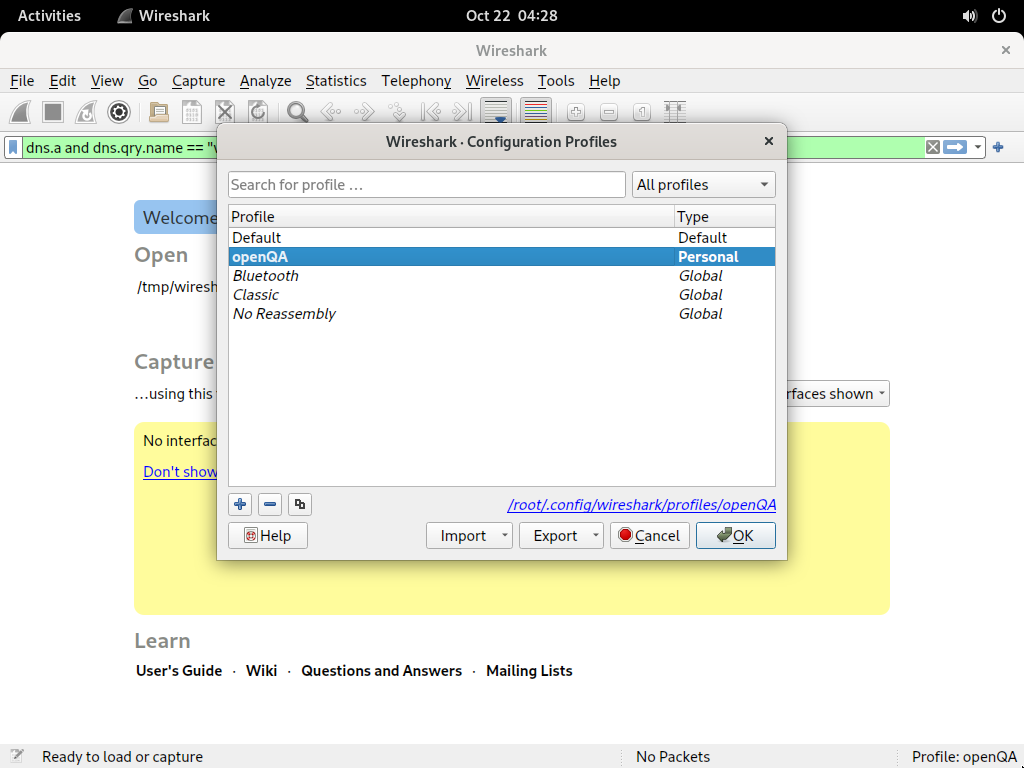 Activities
Wireshark
Oct 22 04:28
Wireshark
File Edit View Go Capture Analyze Statistics Telephony Wireless Tools Help
dns.a and dns.qry.name == "
Wireshark · Configuration Profiles
Search for profile …
All profiles
Profile Type
Default Default
openQA Personal
Bluetooth Global
Classic Global
No Reassembly Global
/root/.config/wireshark/profiles/openQA
Help Import Export Cancel OK
Welcome
Open
/tmp/wiresh
Capture
…using this
rfaces shown
No interfac
Don't show
Learn
User's Guide · Wiki · Questions and Answers · Mailing Lists
Ready to load or capture
No Packets
Profile: openQA